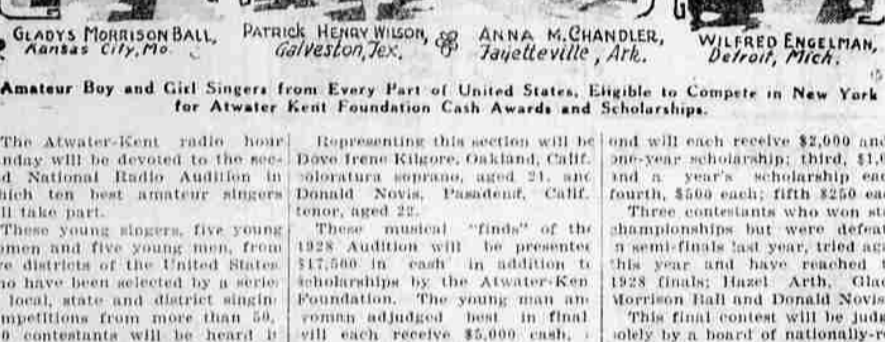 GLADYS MORRISON BALL,
Kansas City, Mo.
PATRICK HENRY WILSON,
Galveston, Tex.
ANNA M. CHANDLER,
Fayetteville, Ark.
WILFRED ENGELMAN,
Detroit, Mich.
Amateur Boy and Girl Singers from Every Part of United States, Eligible to Compete in New York
for Atwater Kent Foundation Cash Awards and Scholarships.
The Atwater-Kent radio hour
nday will be devoted to the sec-
d National Radio Audition in
hich ten best amateur singers
ll take part.
These young singers, five young
omen and five young men, from
ve districts of the United States
ho have been selected by a series
local, state and district singing
mpetitions from more than 50,
0 contestants will be heard
Representing this section will be
Dove Irene Kilgore, Oakland, Calif.
coloratura soprano, aged 21, and
Donald Novis, Pasadena, Calif.
tenor, aged 22.
These musical "finds" of the
1928 Audition will be presented
$17,500 in cash in addition to
scholarships by the Atwater-Ken
Foundation. The young man an
woman adjudged best in final
will each receive $5,000 cash,
ond will each receive $2,000 and
one-year scholarship; third, $1,0
and a year's scholarship eac
fourth, $500 each; fifth $250 eac
Three contestants who won sta
championships but were defeat
n semi-finals last year, tried aga
this year and have reached t
1928 finals; Hazel Arth, Glad
Morrison Ball and Donald Novis.
This final contest will be judg
solely by a board of nationally-r